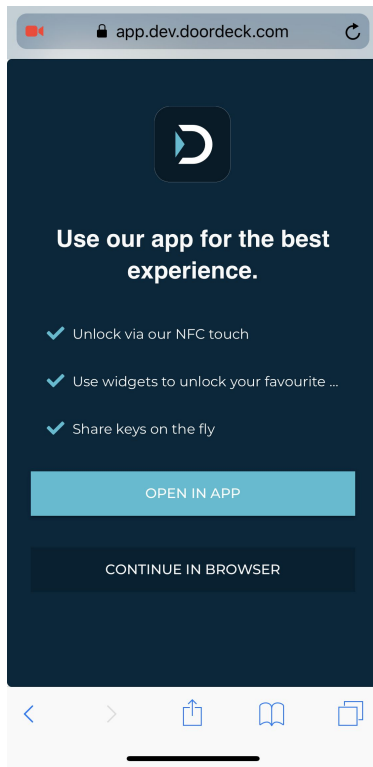 app.dev.doordeck.com
Use our app for the best
experience.
Unlock via our NFC touch
Use widgets to unlock your favourite ...
Share keys on the fly
OPEN IN APP
CONTINUE IN BROWSER